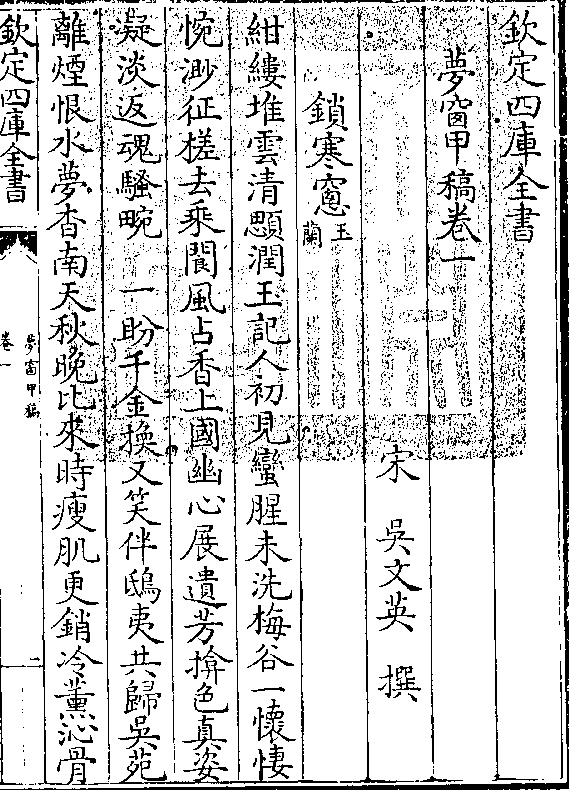 欽定四庫全書
夢窗甲稿卷一
宋 吳文英 撰
鎖寒窻 玉蘭
紺縷堆雲清顋潤玉記人初見蠻腥未洗梅谷一懷悽
惋渺征槎去乘閬風占香上國幽心展遺芳揜色真姿
凝淡返魂騷畹 一盼千金換又笑伴鴟夷共歸吳苑
離煙恨水夢杳南天秋晚比來時瘦肌更銷冷薰沁骨
欽定四庫全書
夢窗甲稿
卷一
一